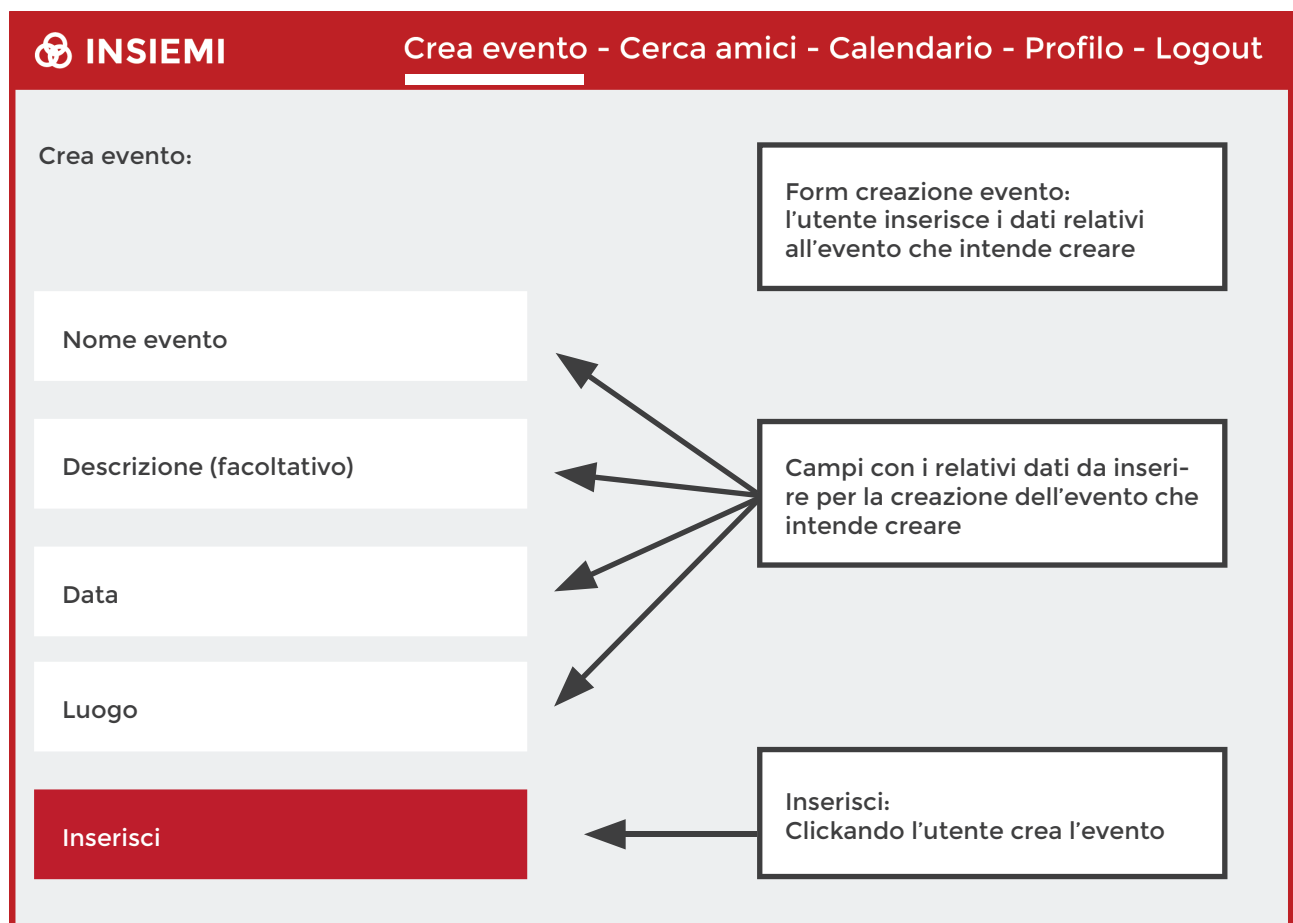 INSIEMI
Crea evento - Cerca amici - Calendario - Profilo - Logout
Crea evento:
Form creazione evento:
l’utente inserisce i dati relativi
all’evento che intende creare
Nome evento
Descrizione (facoltativo)
Data
Luogo
Campi con i relativi dati da inseri-
re per la creazione dell’evento che
intende creare
Inserisci
Inserisci:
Clickando l’utente crea l’evento